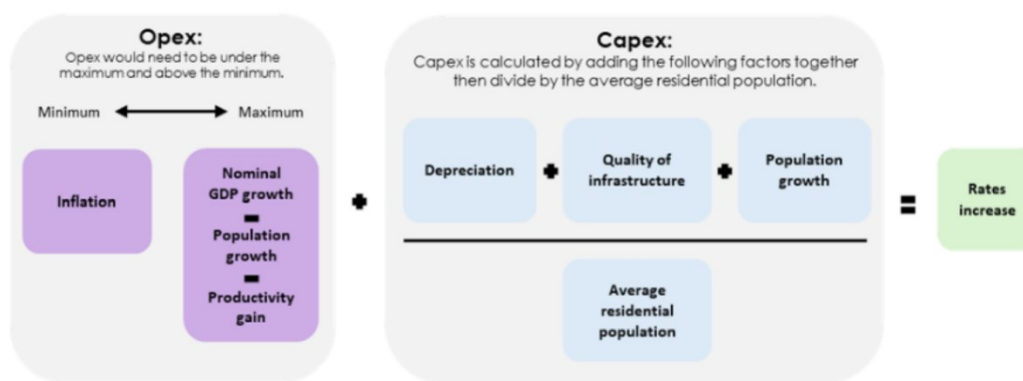 Opex:
Opex would need to be under the
maximum and above the minimum.
Minimum
Maximum
Inflation
Nominal
GDP growth
-
Population
growth
-
Productivity
gain
+
Capex:
Capex is calculated by adding the following factors together
then divide by the average residential population.
Depreciation
+
Quality of
infrastructure
+
Population
growth
Average
residential
population
=
Rates
increase